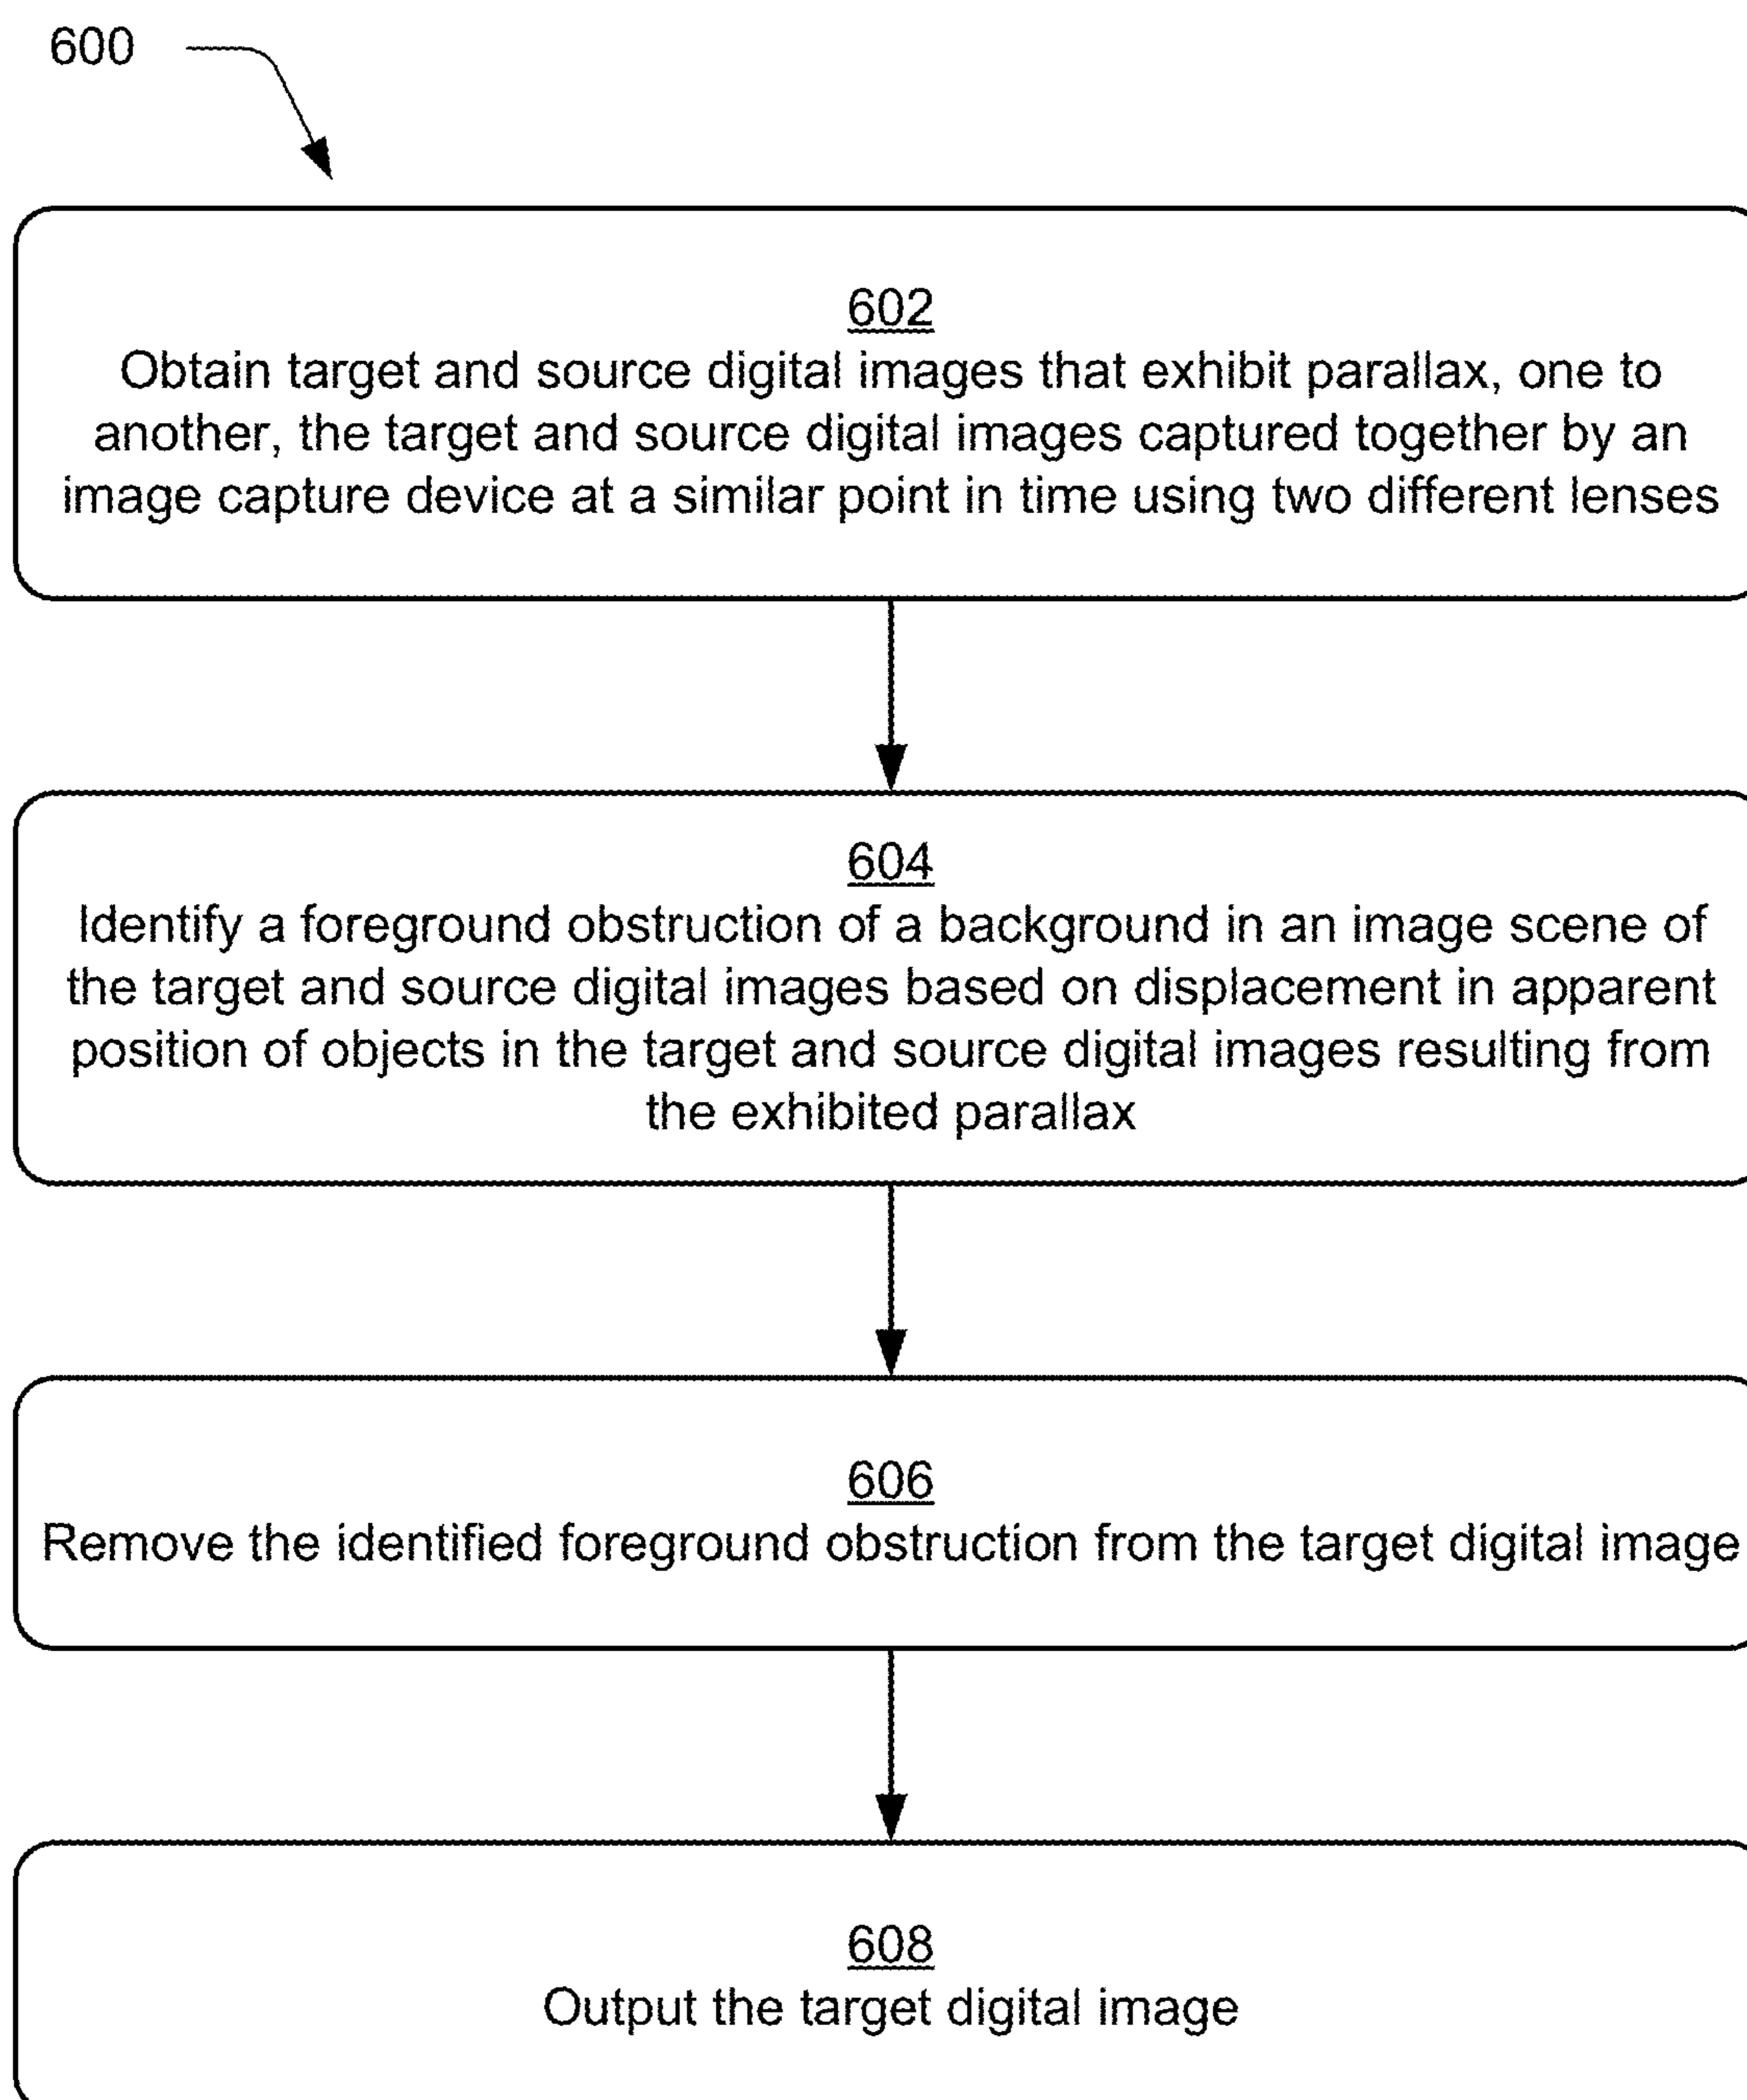 600
602
Obtain target and source digital images that exhibit parallax, one to
another, the target and source digital images captured together by an
image capture device at a similar point in time using two different lenses
604
Identify a foreground obstruction of a background in an image scene of
the target and source digital images based on displacement in apparent
position of objects in the target and source digital images resulting from
the exhibited parallax
606
Remove the identified foreground obstruction from the target digital image
608
Output the target digital image